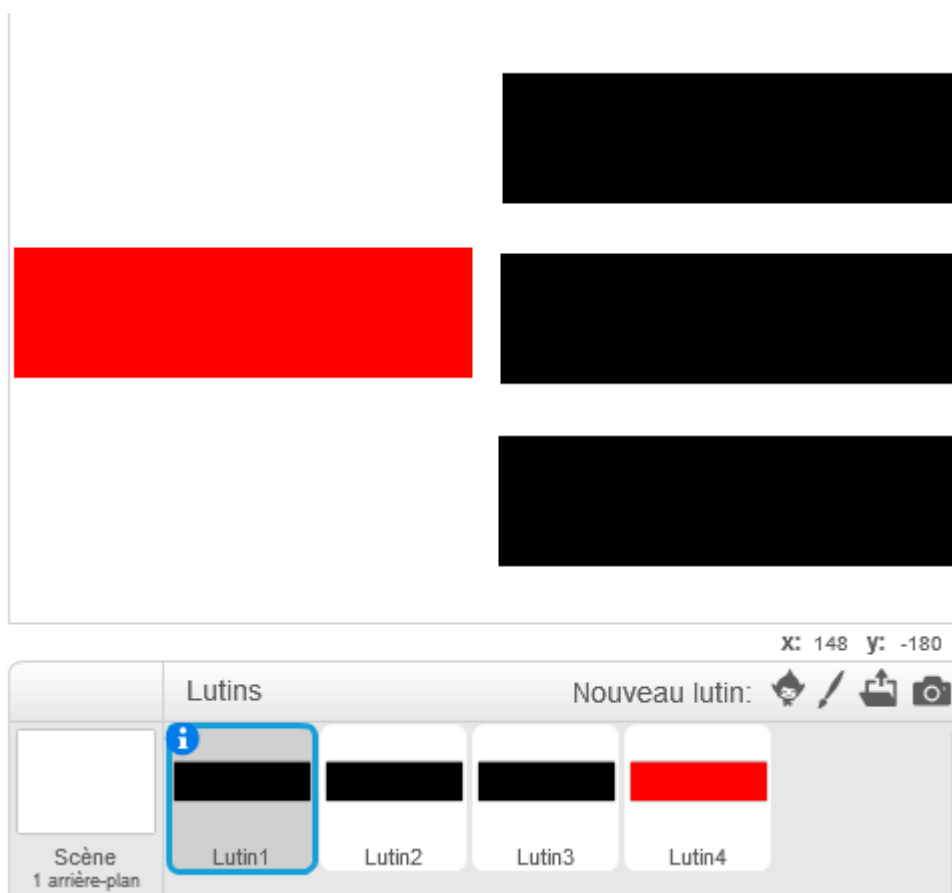 x: 148 y: -180
Lutins
Nouveau lutin:
Scène
1 arrière-plan
Lutin1
Lutin2
Lutin3
Lutin4